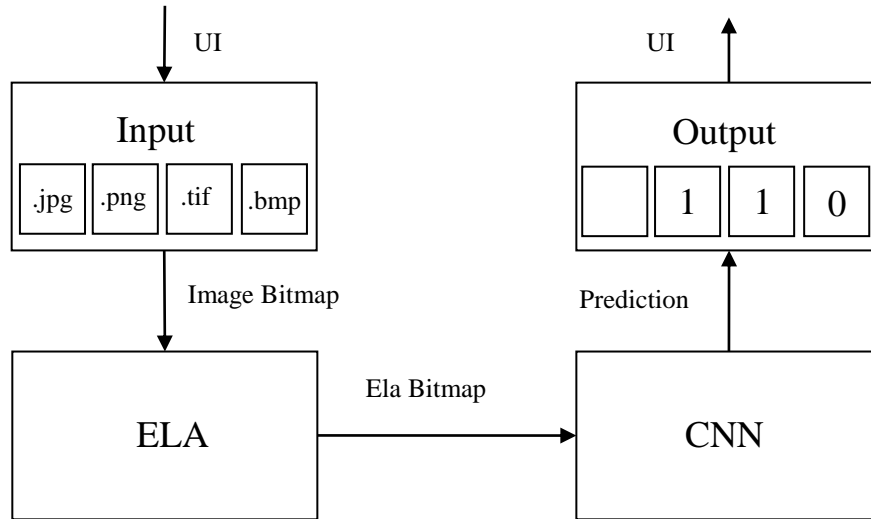 UI
Input
.jpg .png .tif .bmp
Image Bitmap
ELA
Ela Bitmap
UI
Output
1 1 0
Prediction
CNN